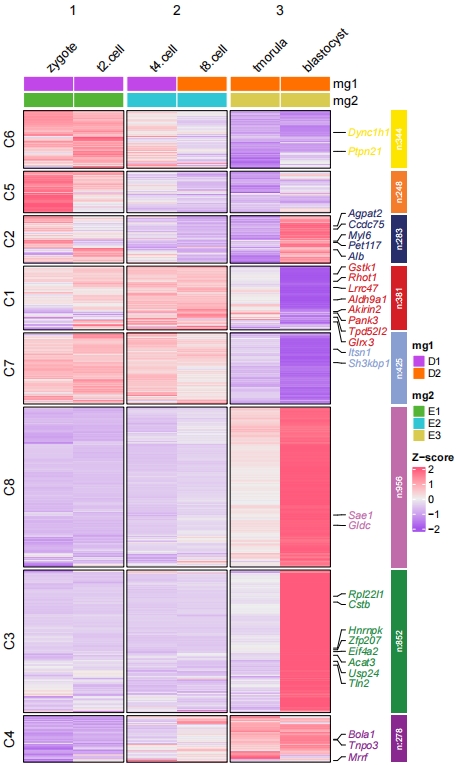 1 2 3
zygote t2.cell t4.cell t8.cell tmorula blastocyst
mg1
mg2
C6
Dync1h1
Ptpn21
n:344
C5
n:248
C2
Agpat2
Ccdc75
Myl6
Pet117
Alb
n:283
C1
Gstk1
Rhot1
Lrrc47
Aldh9a1
Akirin2
Pank3
Tpd52l2
Glrx3
n:381
C7
Itsn1
Sh3kbp1
n:425
C8
Sae1
Gldc
n:956
C3
Rpl22l1
Cstb
Hnrnpk
Zfp207
Eif4a2
Acat3
Usp24
Tln2
n:852
C4
Bola1
Tnpo3
Mrrf
n:278
mg1
D1
D2
mg2
E1
E2
E3
Z−score
2
1
0
−1
−2